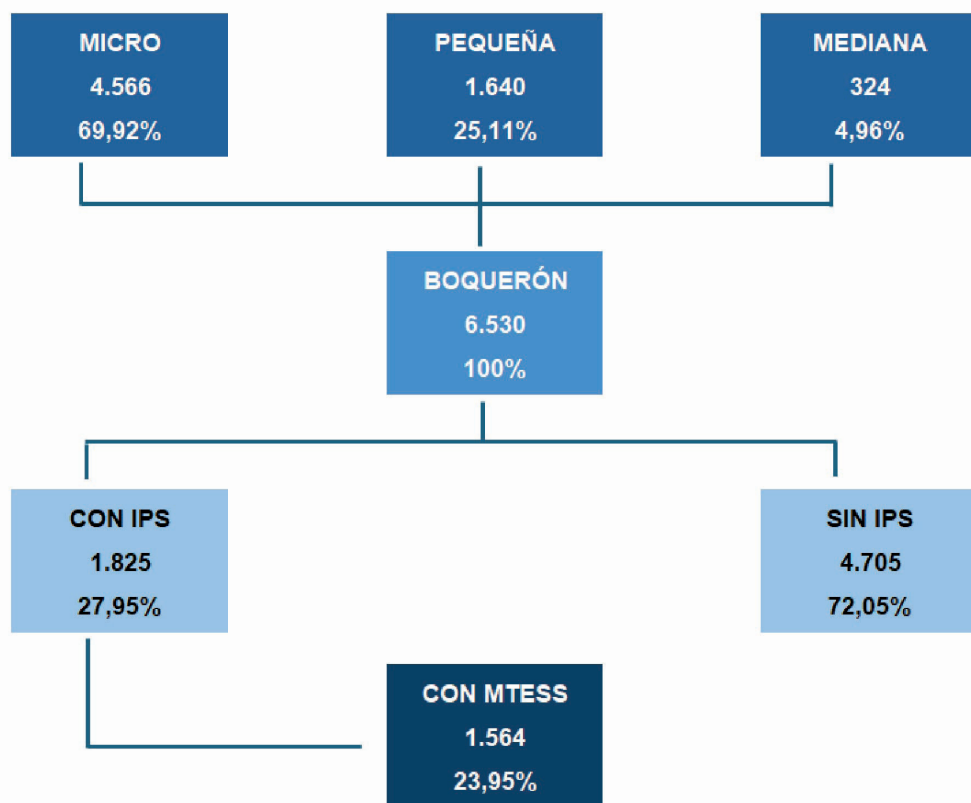 MICRO
4.566
69,92%
PEQUEÑA
1.640
25,11%
MEDIANA
324
4,96%
BOQUERÓN
6.530
100%
CON IPS
1.825
27,95%
SIN IPS
4.705
72,05%
CON MTESS
1.564
23,95%